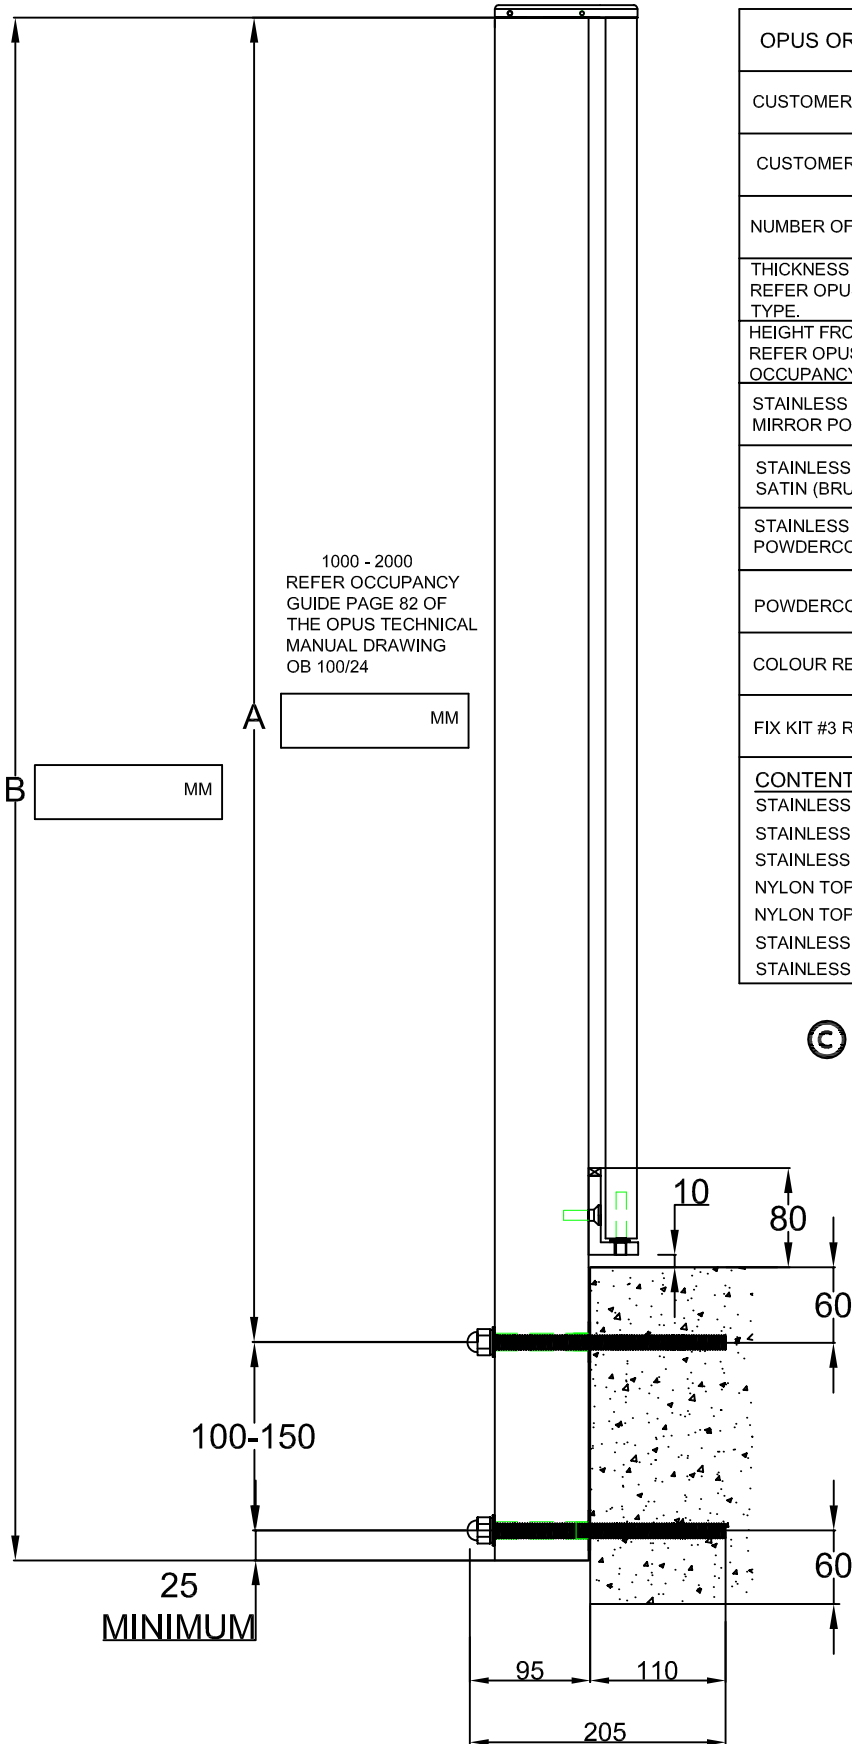 1000 - 2000
REFER OCCUPANCY
GUIDE PAGE 82 OF
THE OPUS TECHNICAL
MANUAL DRAWING
OB 100/24
A
MM
B
MM
100-150
25
MINIMUM
10
80
60
60
95
110
205
OPUS OR
CUSTOMER
CUSTOMER
NUMBER OF
THICKNESS
REFER OPUS
TYPE.
HEIGHT FRO
REFER OPUS
OCCUPANCY
STAINLESS
MIRROR PO
STAINLESS
SATIN (BRU
STAINLESS
POWDERCO
POWDERCO
COLOUR RE
FIX KIT #3 R
CONTENT
STAINLESS
STAINLESS
STAINLESS
NYLON TOP
NYLON TOP
STAINLESS
STAINLESS
©